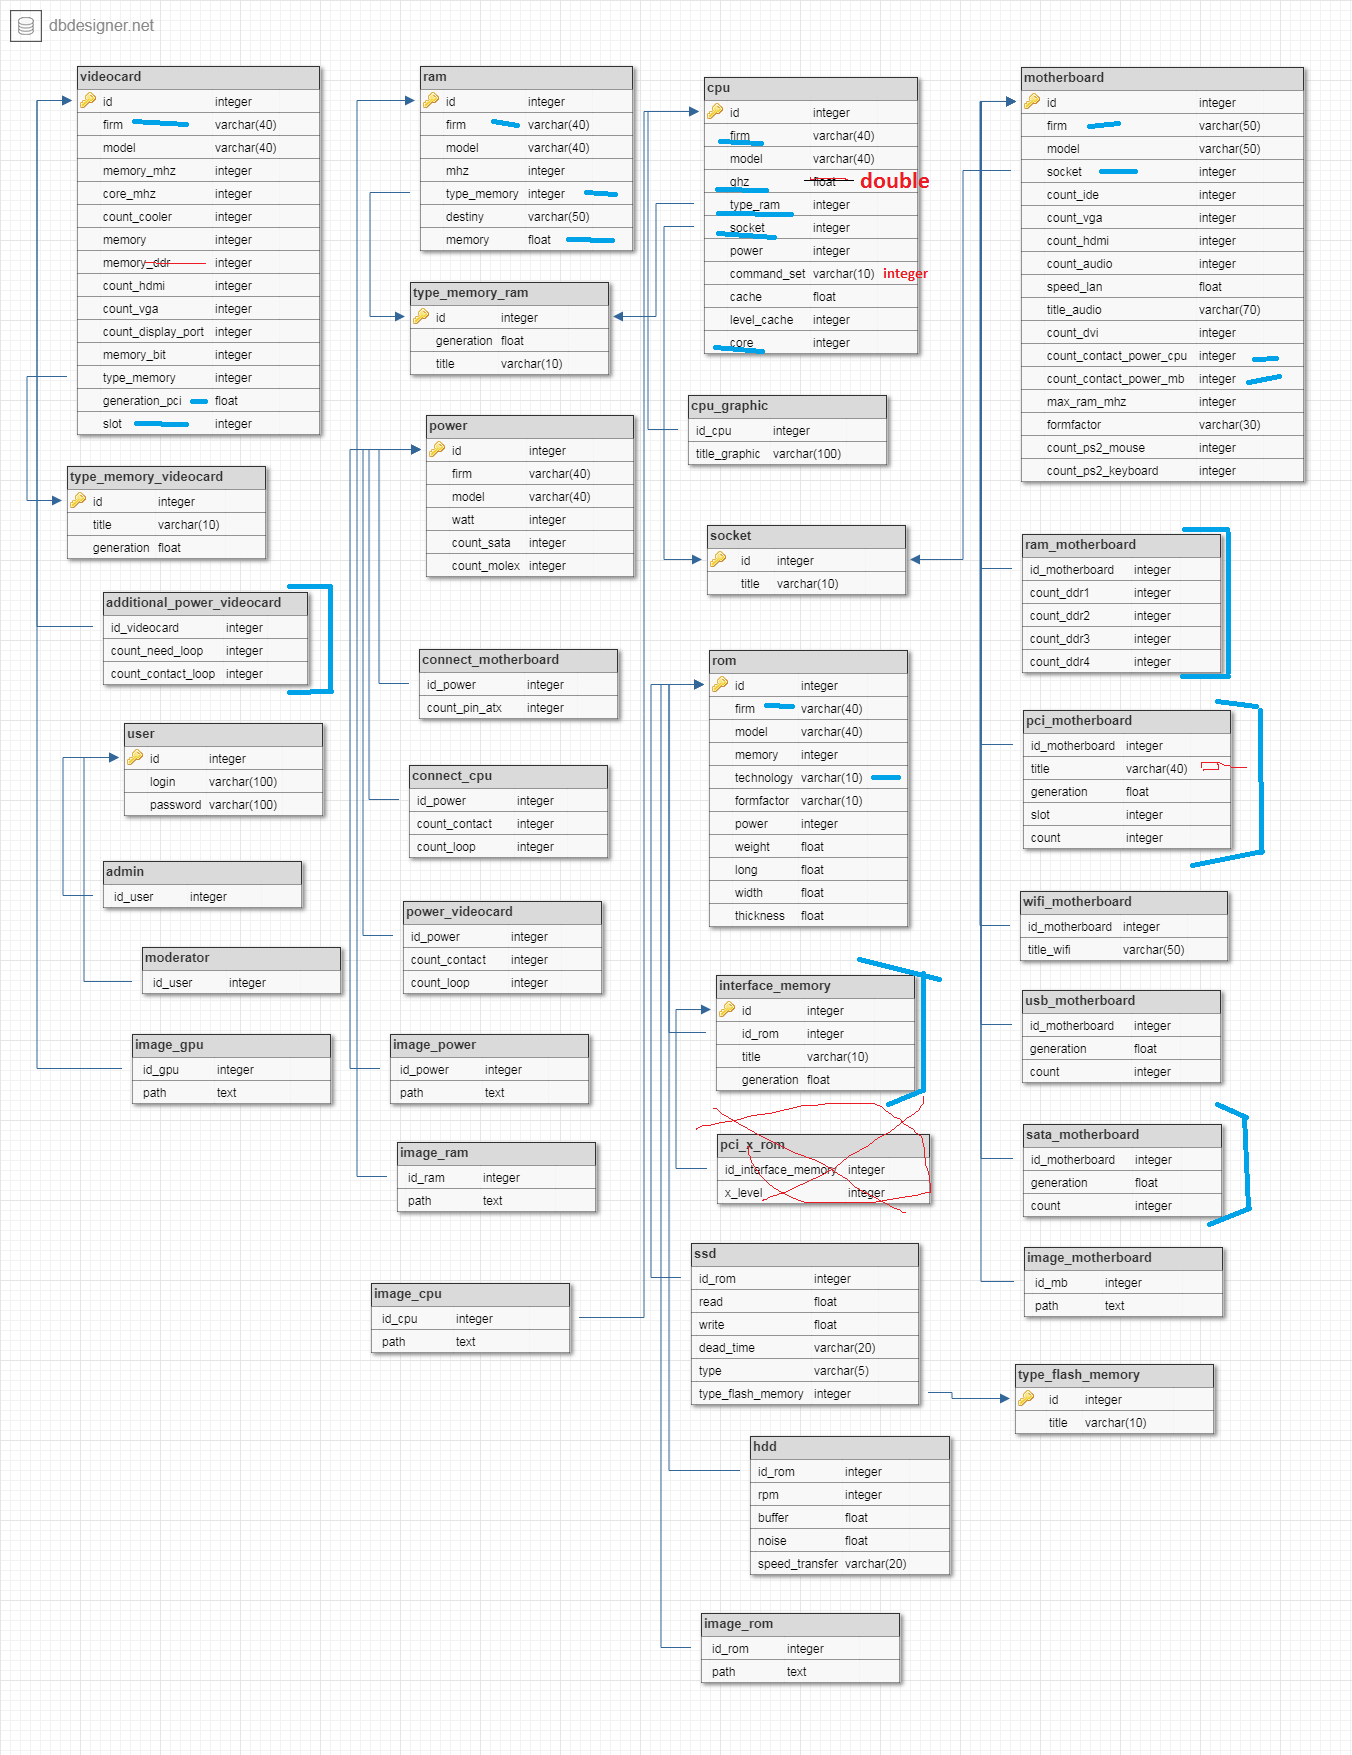 dbdesigner.net
videocard
id integer
firm varchar(40)
model varchar(40)
memory_mhz integer
core_mhz integer
count_cooler integer
memory integer
memory_ddr integer
count_hdmi integer
count_vga integer
count_display_port integer
memory_bit integer
type_memory integer
generation_pci float
slot integer
type_memory_videocard
id integer
title varchar(10)
generation float
additional_power_videocard
id_videocard integer
count_need_loop integer
count_contact_loop integer
user
id integer
login varchar(100)
password varchar(100)
admin
id_user integer
moderator
id_user integer
image_gpu
id_gpu integer
path text
ram
id integer
firm varchar(40)
model varchar(40)
mhz integer
type_memory integer
destiny varchar(50)
memory float
type_memory_ram
id integer
generation float
title varchar(10)
power
id integer
firm varchar(40)
model varchar(40)
watt integer
count_sata integer
count_molex integer
connect_motherboard
id_power integer
count_pin_atx integer
connect_cpu
id_power integer
count_contact integer
count_loop integer
power_videocard
id_power integer
count_contact integer
count_loop integer
image_power
id_power integer
path text
image_ram
id_ram integer
path text
image_cpu
id_cpu integer
path text
cpu
id integer
firm varchar(40)
model varchar(40)
ghz float double
type_ram integer
socket integer
power integer
command_set varchar(10) integer
cache float
level_cache integer
core integer
cpu_graphic
id_cpu integer
title_graphic varchar(100)
socket
id integer
title varchar(10)
rom
id integer
firm varchar(40)
model varchar(40)
memory integer
technology varchar(10)
formfactor varchar(10)
power integer
weight float
long float
width float
thickness float
interface_memory
id integer
id_rom integer
title varchar(10)
generation float
pci_x_rom
id_interface_memory integer
x_level integer
ssd
id_rom integer
read float
write float
dead_time varchar(20)
type varchar(5)
type_flash_memory integer
hdd
id_rom integer
rpm integer
buffer float
noise float
speed_transfer varchar(20)
image_rom
id_rom integer
path text
motherboard
id integer
firm varchar(50)
model varchar(50)
socket integer
count_ide integer
count_vga integer
count_hdmi integer
count_audio integer
speed_lan float
title_audio varchar(70)
count_dvi integer
count_contact_power_cpu integer
count_contact_power_mb integer
max_ram_mhz integer
formfactor varchar(30)
count_ps2_mouse integer
count_ps2_keyboard integer
ram_motherboard
id_motherboard integer
count_ddr1 integer
count_ddr2 integer
count_ddr3 integer
count_ddr4 integer
pci_motherboard
id_motherboard integer
title varchar(40)
generation float
slot integer
count integer
wifi_motherboard
id_motherboard integer
title_wifi varchar(50)
usb_motherboard
id_motherboard integer
generation float
count integer
sata_motherboard
id_motherboard integer
generation float
count integer
image_motherboard
id_mb integer
path text
type_flash_memory
id integer
title varchar(10)